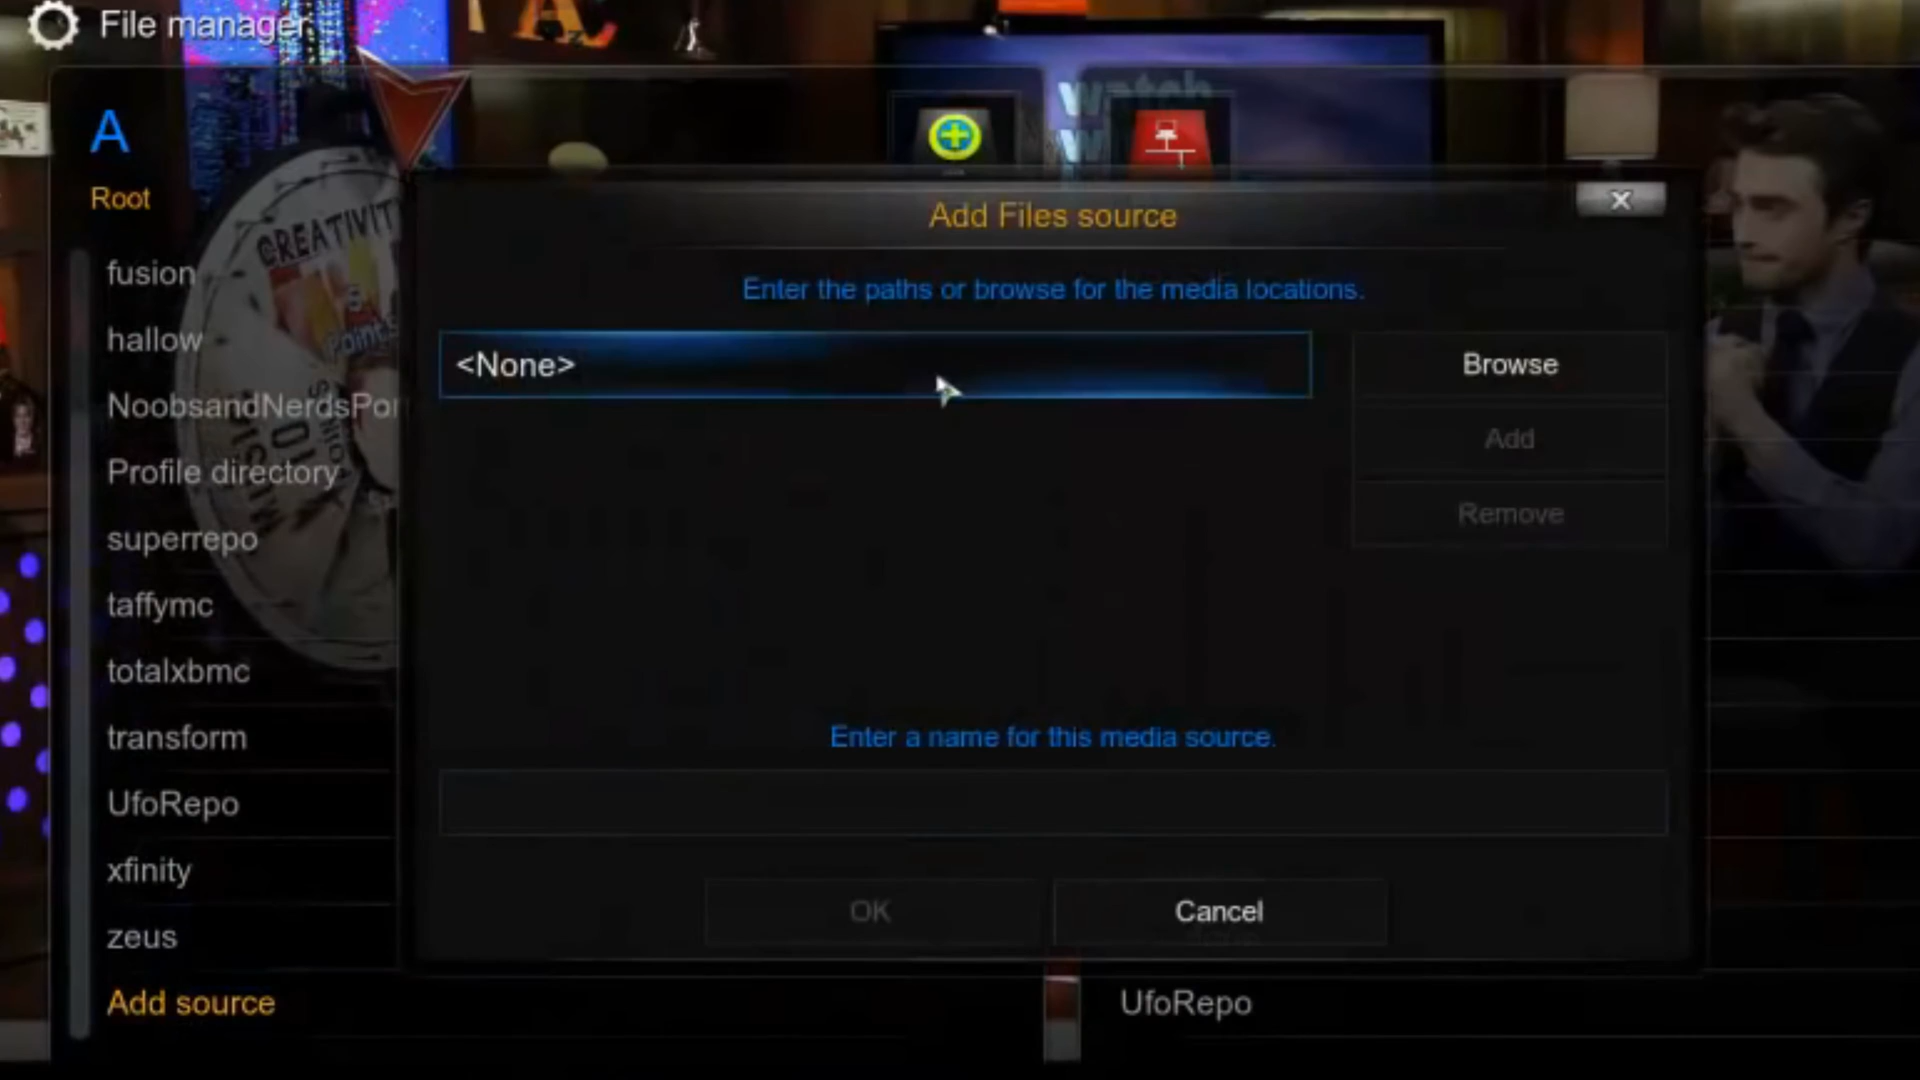 File manager
A
Root
fusion
hallow
Profile directory
superrepo
taffymc
totalxbmc
transform
UfoRepo
xfinity
zeus
Add source
watch
Add Files source
X
Enter the paths or browse for the media locations.
<None>
Browse
Add
Remove
Enter a name for this media source.
OK
Cancel
UfoRepo